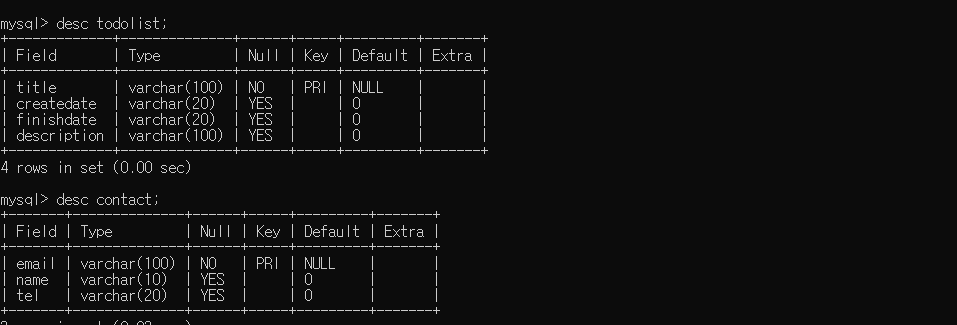 mysql> desc todolist;
+-------------+--------------+------+-----+---------+-------+
| Field       | Type         | Null | Key | Default | Extra |
+-------------+--------------+------+-----+---------+-------+
| title       | varchar(100) | NO   | PRI | NULL    |       |
| createdate  | varchar(20)  | YES  |     | 0       |       |
| finishdate  | varchar(20)  | YES  |     | 0       |       |
| description | varchar(100) | YES  |     | 0       |       |
+-------------+--------------+------+-----+---------+-------+
4 rows in set (0.00 sec)
mysql> desc contact;
+-------+--------------+------+-----+---------+-------+
| Field | Type         | Null | Key | Default | Extra |
+-------+--------------+------+-----+---------+-------+
| email | varchar(100) | NO   | PRI | NULL    |       |
| name  | varchar(10)  | YES  |     | 0       |       |
| tel   | varchar(20)  | YES  |     | 0       |       |
+-------+--------------+------+-----+---------+-------+